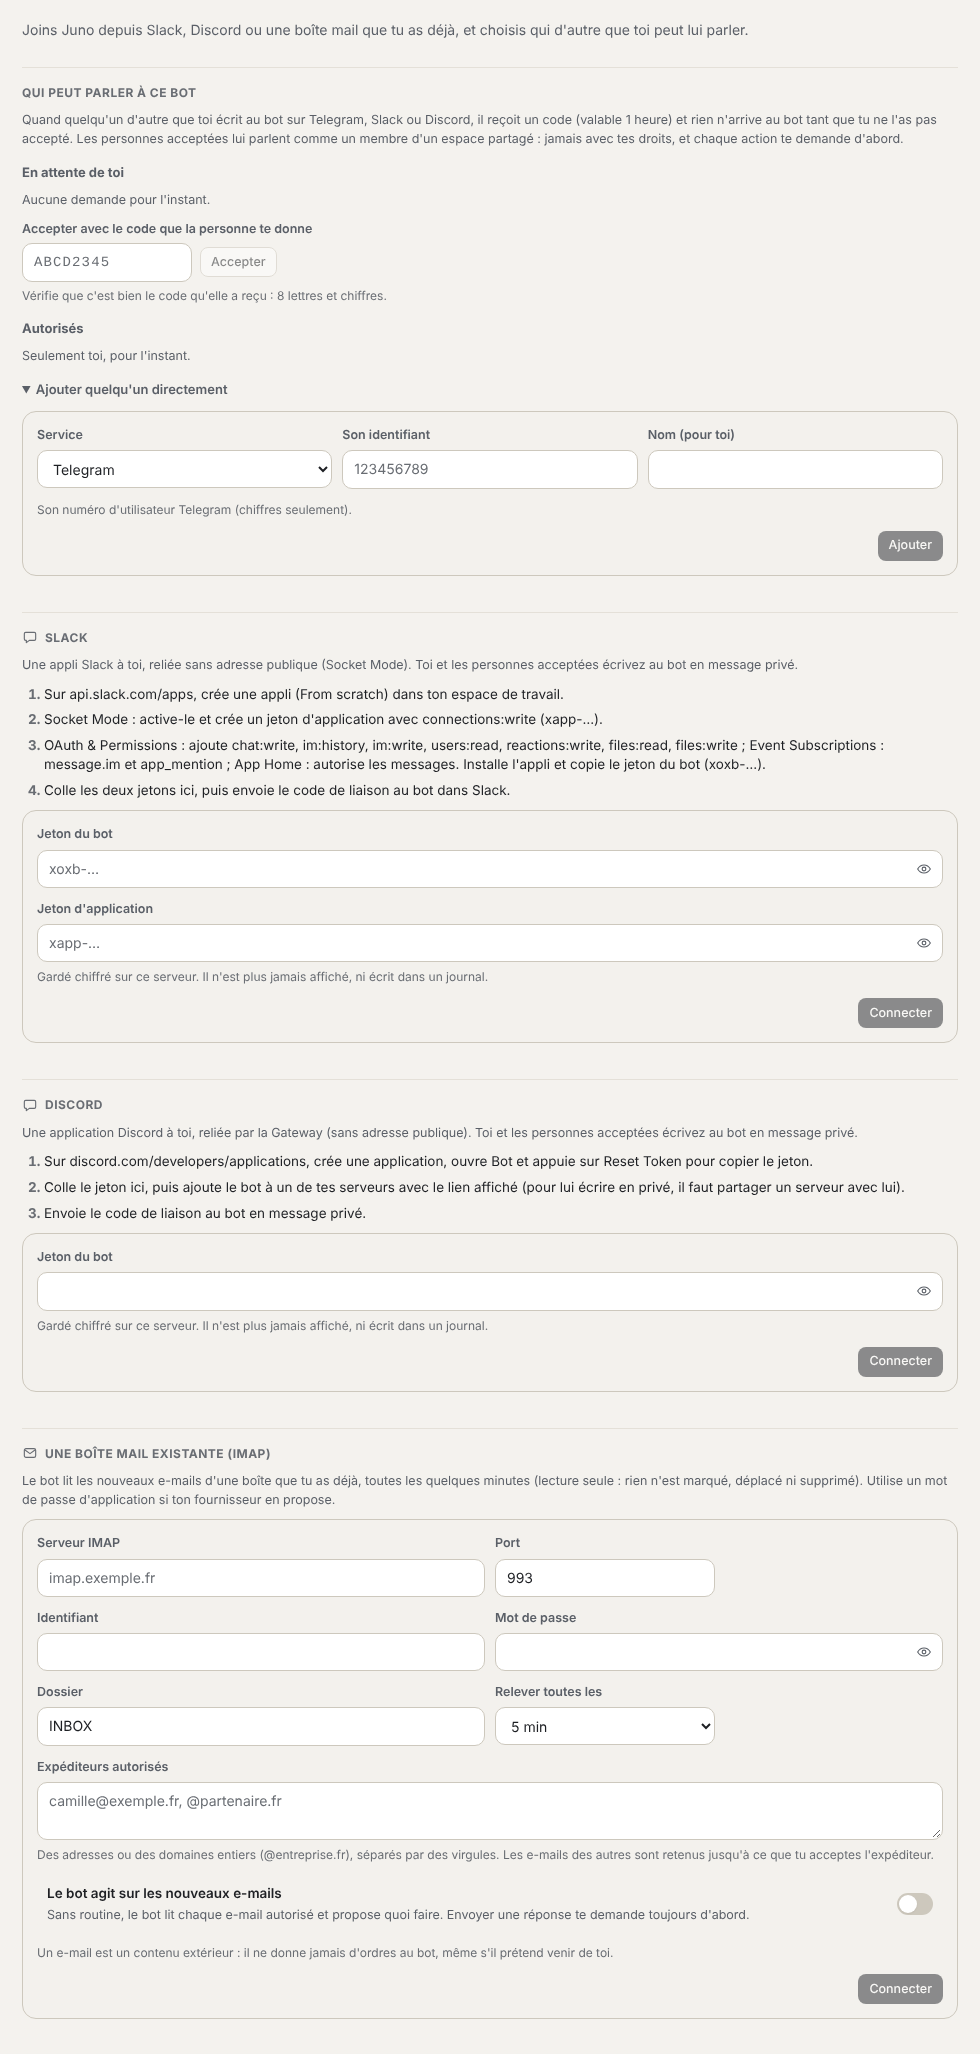 Joins Juno depuis Slack, Discord ou une boîte mail que tu as déjà, et choisis qui d'autre que toi peut lui parler.
QUI PEUT PARLER À CE BOT
Quand quelqu'un d'autre que toi écrit au bot sur Telegram, Slack ou Discord, il reçoit un code (valable 1 heure) et rien n'arrive au bot tant que tu ne l'as pas
accepté. Les personnes acceptées lui parlent comme un membre d'un espace partagé : jamais avec tes droits, et chaque action te demande d'abord.
En attente de toi
Aucune demande pour l'instant.
Accepter avec le code que la personne te donne
ABCD2345 Accepter
Vérifie que c'est bien le code qu'elle a reçu : 8 lettres et chiffres.
Autorisés
Seulement toi, pour l'instant.
▼ Ajouter quelqu'un directement
Service Son identifiant Nom (pour toi)
Telegram 123456789
Son numéro d'utilisateur Telegram (chiffres seulement).
Ajouter
SLACK
Une appli Slack à toi, reliée sans adresse publique (Socket Mode). Toi et les personnes acceptées écrivez au bot en message privé.
1. Sur api.slack.com/apps, crée une appli (From scratch) dans ton espace de travail.
2. Socket Mode : active-le et crée un jeton d'application avec connections:write (xapp-…).
3. OAuth & Permissions : ajoute chat:write, im:history, im:write, users:read, reactions:write, files:read, files:write ; Event Subscriptions :
message.im et app_mention ; App Home : autorise les messages. Installe l'appli et copie le jeton du bot (xoxb-…).
4. Colle les deux jetons ici, puis envoie le code de liaison au bot dans Slack.
Jeton du bot
xoxb-…
Jeton d'application
xapp-…
Gardé chiffré sur ce serveur. Il n'est plus jamais affiché, ni écrit dans un journal.
Connecter
DISCORD
Une application Discord à toi, reliée par la Gateway (sans adresse publique). Toi et les personnes acceptées écrivez au bot en message privé.
1. Sur discord.com/developers/applications, crée une application, ouvre Bot et appuie sur Reset Token pour copier le jeton.
2. Colle le jeton ici, puis ajoute le bot à un de tes serveurs avec le lien affiché (pour lui écrire en privé, il faut partager un serveur avec lui).
3. Envoie le code de liaison au bot en message privé.
Jeton du bot
Gardé chiffré sur ce serveur. Il n'est plus jamais affiché, ni écrit dans un journal.
Connecter
UNE BOÎTE MAIL EXISTANTE (IMAP)
Le bot lit les nouveaux e-mails d'une boîte que tu as déjà, toutes les quelques minutes (lecture seule : rien n'est marqué, déplacé ni supprimé). Utilise un mot
de passe d'application si ton fournisseur en propose.
Serveur IMAP Port
imap.exemple.fr 993
Identifiant Mot de passe
Dossier Relever toutes les
INBOX 5 min
Expéditeurs autorisés
camille@exemple.fr, @partenaire.fr
Des adresses ou des domaines entiers (@entreprise.fr), séparés par des virgules. Les e-mails des autres sont retenus jusqu'à ce que tu acceptes l'expéditeur.
Le bot agit sur les nouveaux e-mails
Sans routine, le bot lit chaque e-mail autorisé et propose quoi faire. Envoyer une réponse te demande toujours d'abord.
Un e-mail est un contenu extérieur : il ne donne jamais d'ordres au bot, même s'il prétend venir de toi.
Connecter